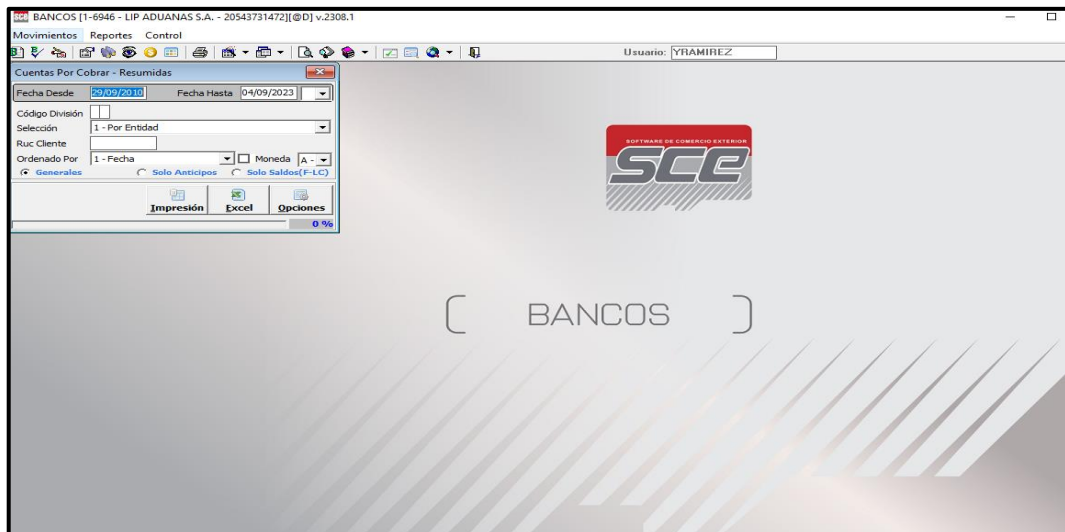 SCE BANCOS [1-6946 - LIP ADUANAS S.A. - 20543731472][@D] v.2308.1
Movimientos Reportes Control
Usuario: YRAMIREZ
Cuentas Por Cobrar - Resumidas
Fecha Desde 29/09/2010 Fecha Hasta 04/09/2023
Código División
Selección 1 - Por Entidad
Ruc Cliente
Ordenado Por 1 - Fecha Moneda A -
Generales Solo Anticipos Solo Saldos(F-LC)
Impresión Excel Opciones
0 %
SOFTWARE DE COMERCIO EXTERIOR
SCE
BANCOS